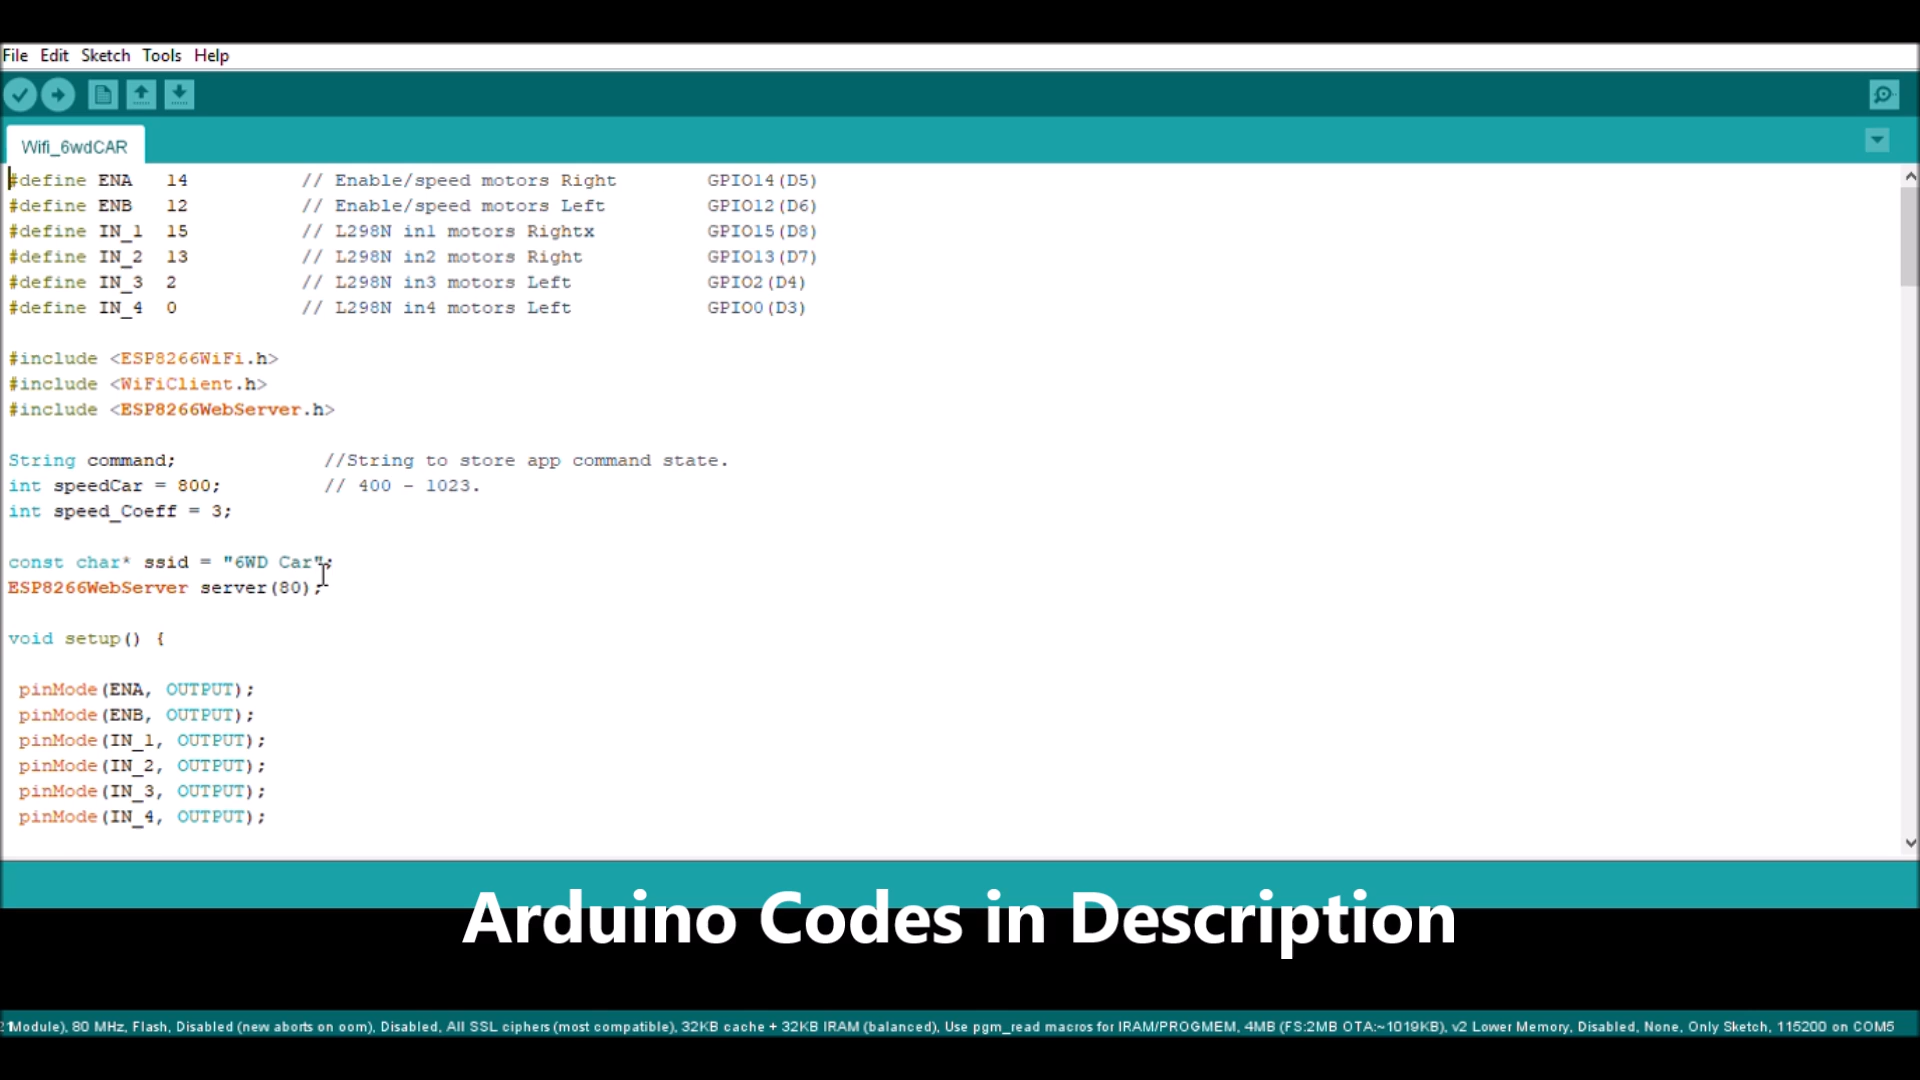 File Edit Sketch Tools Help
Wifi_6wdCAR
#define ENA 14 // Enable/speed motors Right GPIO14(D5)
#define ENB 12 // Enable/speed motors Left GPIO12(D6)
#define IN_1 15 // L298N in1 motors Rightx GPIO15(D8)
#define IN_2 13 // L298N in2 motors Right GPIO13(D7)
#define IN_3 2 // L298N in3 motors Left GPIO2(D4)
#define IN_4 0 // L298N in4 motors Left GPIO0(D3)
#include <ESP8266WiFi.h>
#include <WiFiClient.h>
#include <ESP8266WebServer.h>
String command; //String to store app command state.
int speedCar = 800; // 400 - 1023.
int speed_Coeff = 3;
const char* ssid = "6WD Car";
ESP8266WebServer server(80);
void setup() {
pinMode(ENA, OUTPUT);
pinMode(ENB, OUTPUT);
pinMode(IN_1, OUTPUT);
pinMode(IN_2, OUTPUT);
pinMode(IN_3, OUTPUT);
pinMode(IN_4, OUTPUT);
Arduino Codes in Description
Module), 80 MHz, Flash, Disabled (new aborts on oom), Disabled, All SSL ciphers (most compatible), 32KB cache + 32KB IRAM (balanced), Use pgm_read macros for IRAM/PROGMEM, 4MB (FS:2MB OTA:~1019KB), v2 Lower Memory, Disabled, None, Only Sketch, 115200 on COM5